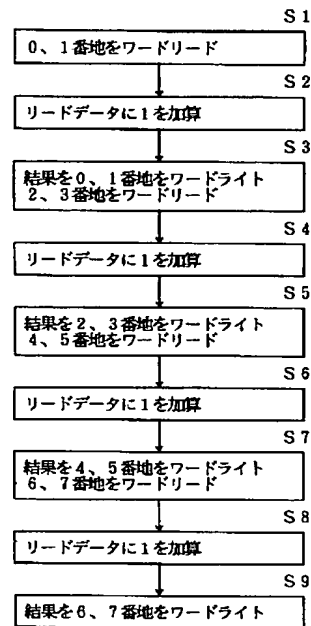 S1
0、1番地をワードリード
S2
リードデータに1を加算
S3
結果を0、1番地をワードライト
2、3番地をワードリード
S4
リードデータに1を加算
S5
結果を2、3番地をワードライト
4、5番地をワードリード
S6
リードデータに1を加算
S7
結果を4、5番地をワードライト
6、7番地をワードリード
S8
リードデータに1を加算
S9
結果を6、7番地をワードライト